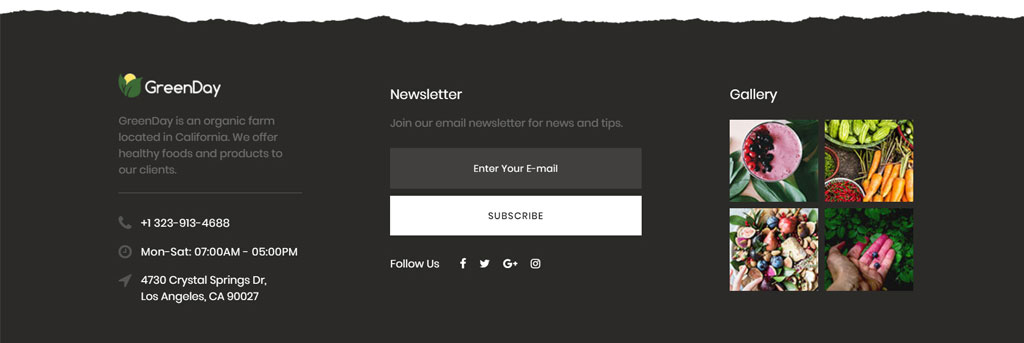 GreenDay
GreenDay is an organic farm
located in California. We offer
healthy foods and products to
our clients.
+1 323-913-4688
Mon-Sat: 07:00AM - 05:00PM
4730 Crystal Springs Dr,
Los Angeles, CA 90027
Newsletter
Join our email newsletter for news and tips.
Enter Your E-mail
SUBSCRIBE
Follow Us
Gallery